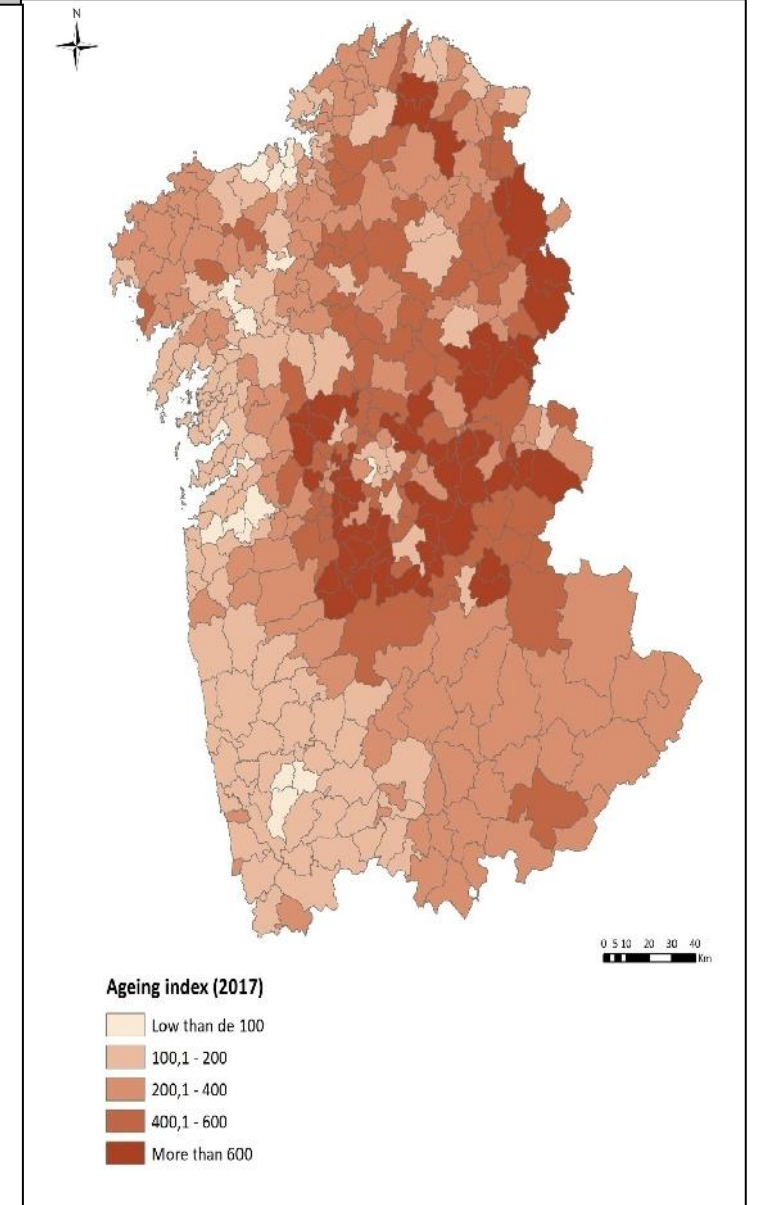 N
0 5 10 20 30 40
Km
Ageing index (2017)
Low than de 100
100,1 - 200
200,1 - 400
400,1 - 600
More than 600